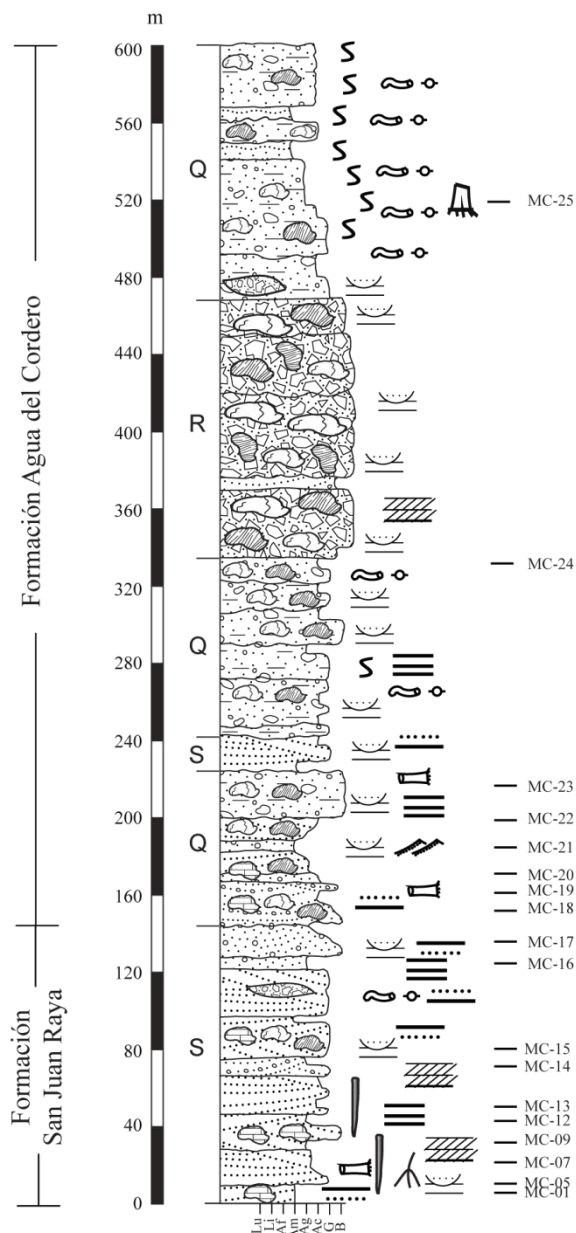 m
600
560
520
480
440
400
360
320
280
240
200
160
120
80
40
0
Formación Agua del Cordero
Formación
San Juan Raya
Q
R
Q
S
Q
S
MC-25
MC-24
MC-23
MC-22
MC-21
MC-20
MC-19
MC-18
MC-17
MC-16
MC-15
MC-14
MC-13
MC-12
MC-09
MC-07
MC-05
MC-01
Lu
Li
Af
Am
Ag
Ac
G
B